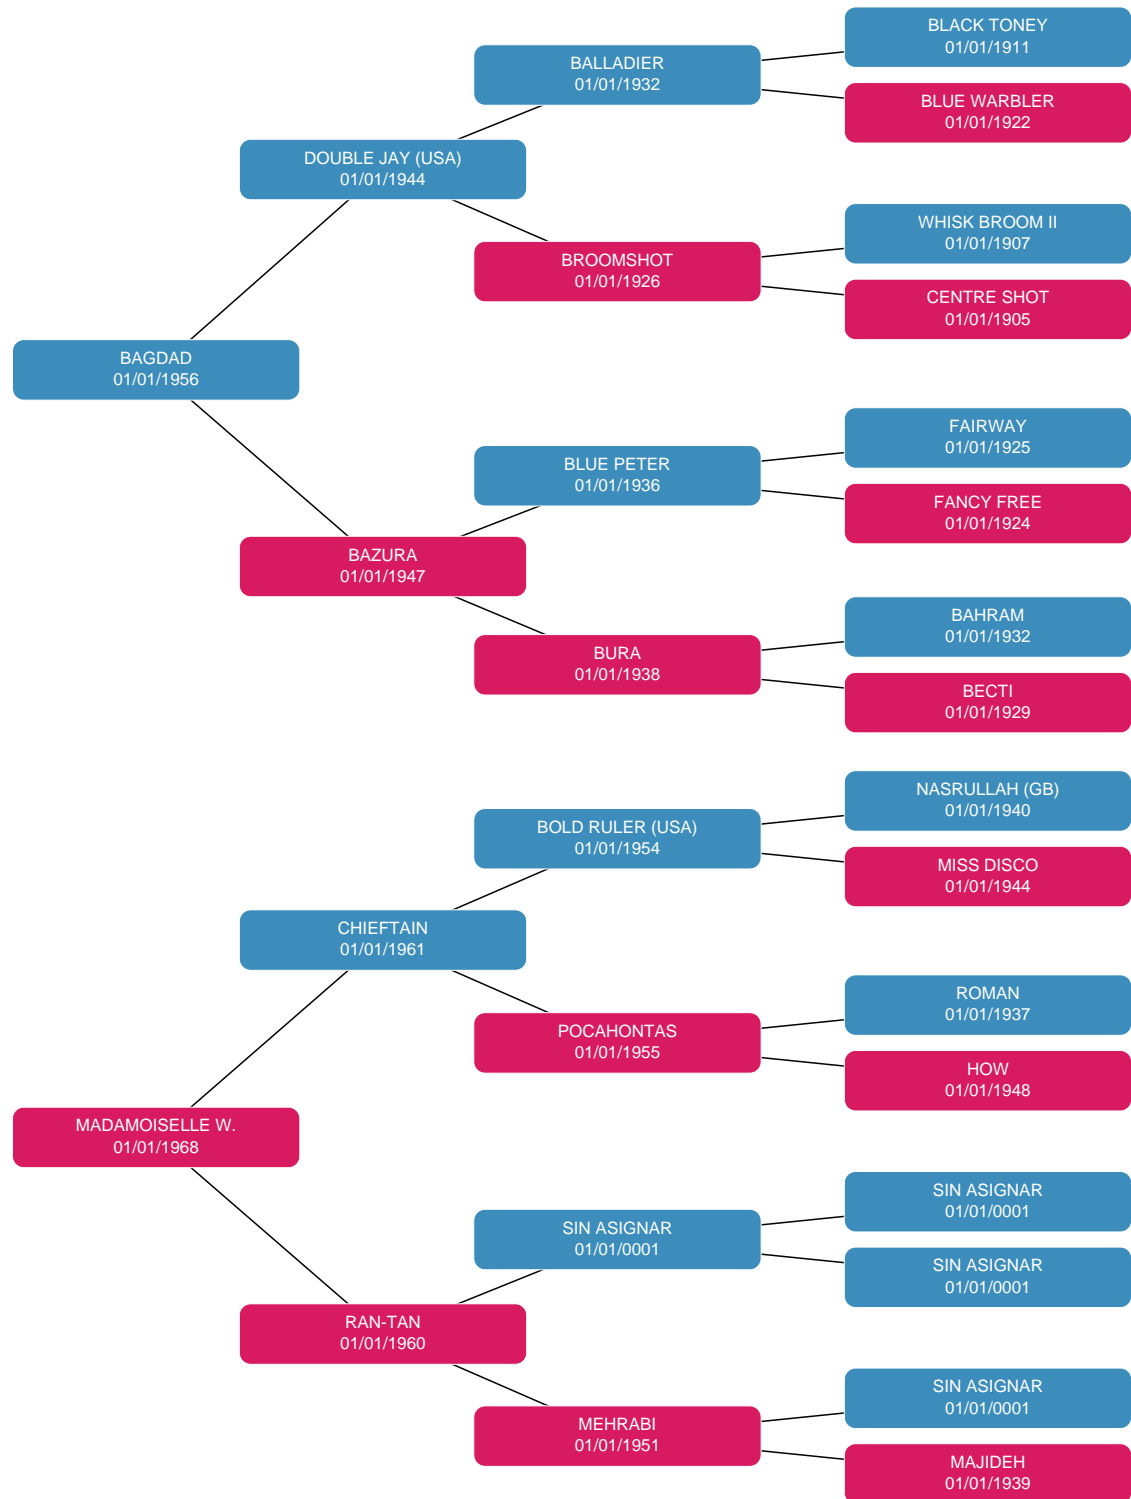 BLACK TONEY
01/01/1911
BALLADIER
01/01/1932
BLUE WARBLER
01/01/1922
DOUBLE JAY (USA)
01/01/1944
WHISK BROOM II
01/01/1907
BROOMSHOT
01/01/1926
CENTRE SHOT
01/01/1905
BAGDAD
01/01/1956
FAIRWAY
01/01/1925
BLUE PETER
01/01/1936
FANCY FREE
01/01/1924
BAZURA
01/01/1947
BAHRAM
01/01/1932
BURA
01/01/1938
BECTI
01/01/1929
NASRULLAH (GB)
01/01/1940
BOLD RULER (USA)
01/01/1954
MISS DISCO
01/01/1944
CHIEFTAIN
01/01/1961
ROMAN
01/01/1937
POCAHONTAS
01/01/1955
HOW
01/01/1948
MADAMOISELLE W.
01/01/1968
SIN ASIGNAR
01/01/0001
SIN ASIGNAR
01/01/0001
SIN ASIGNAR
01/01/0001
RAN-TAN
01/01/1960
SIN ASIGNAR
01/01/0001
MEHRABI
01/01/1951
MAJIDEH
01/01/1939